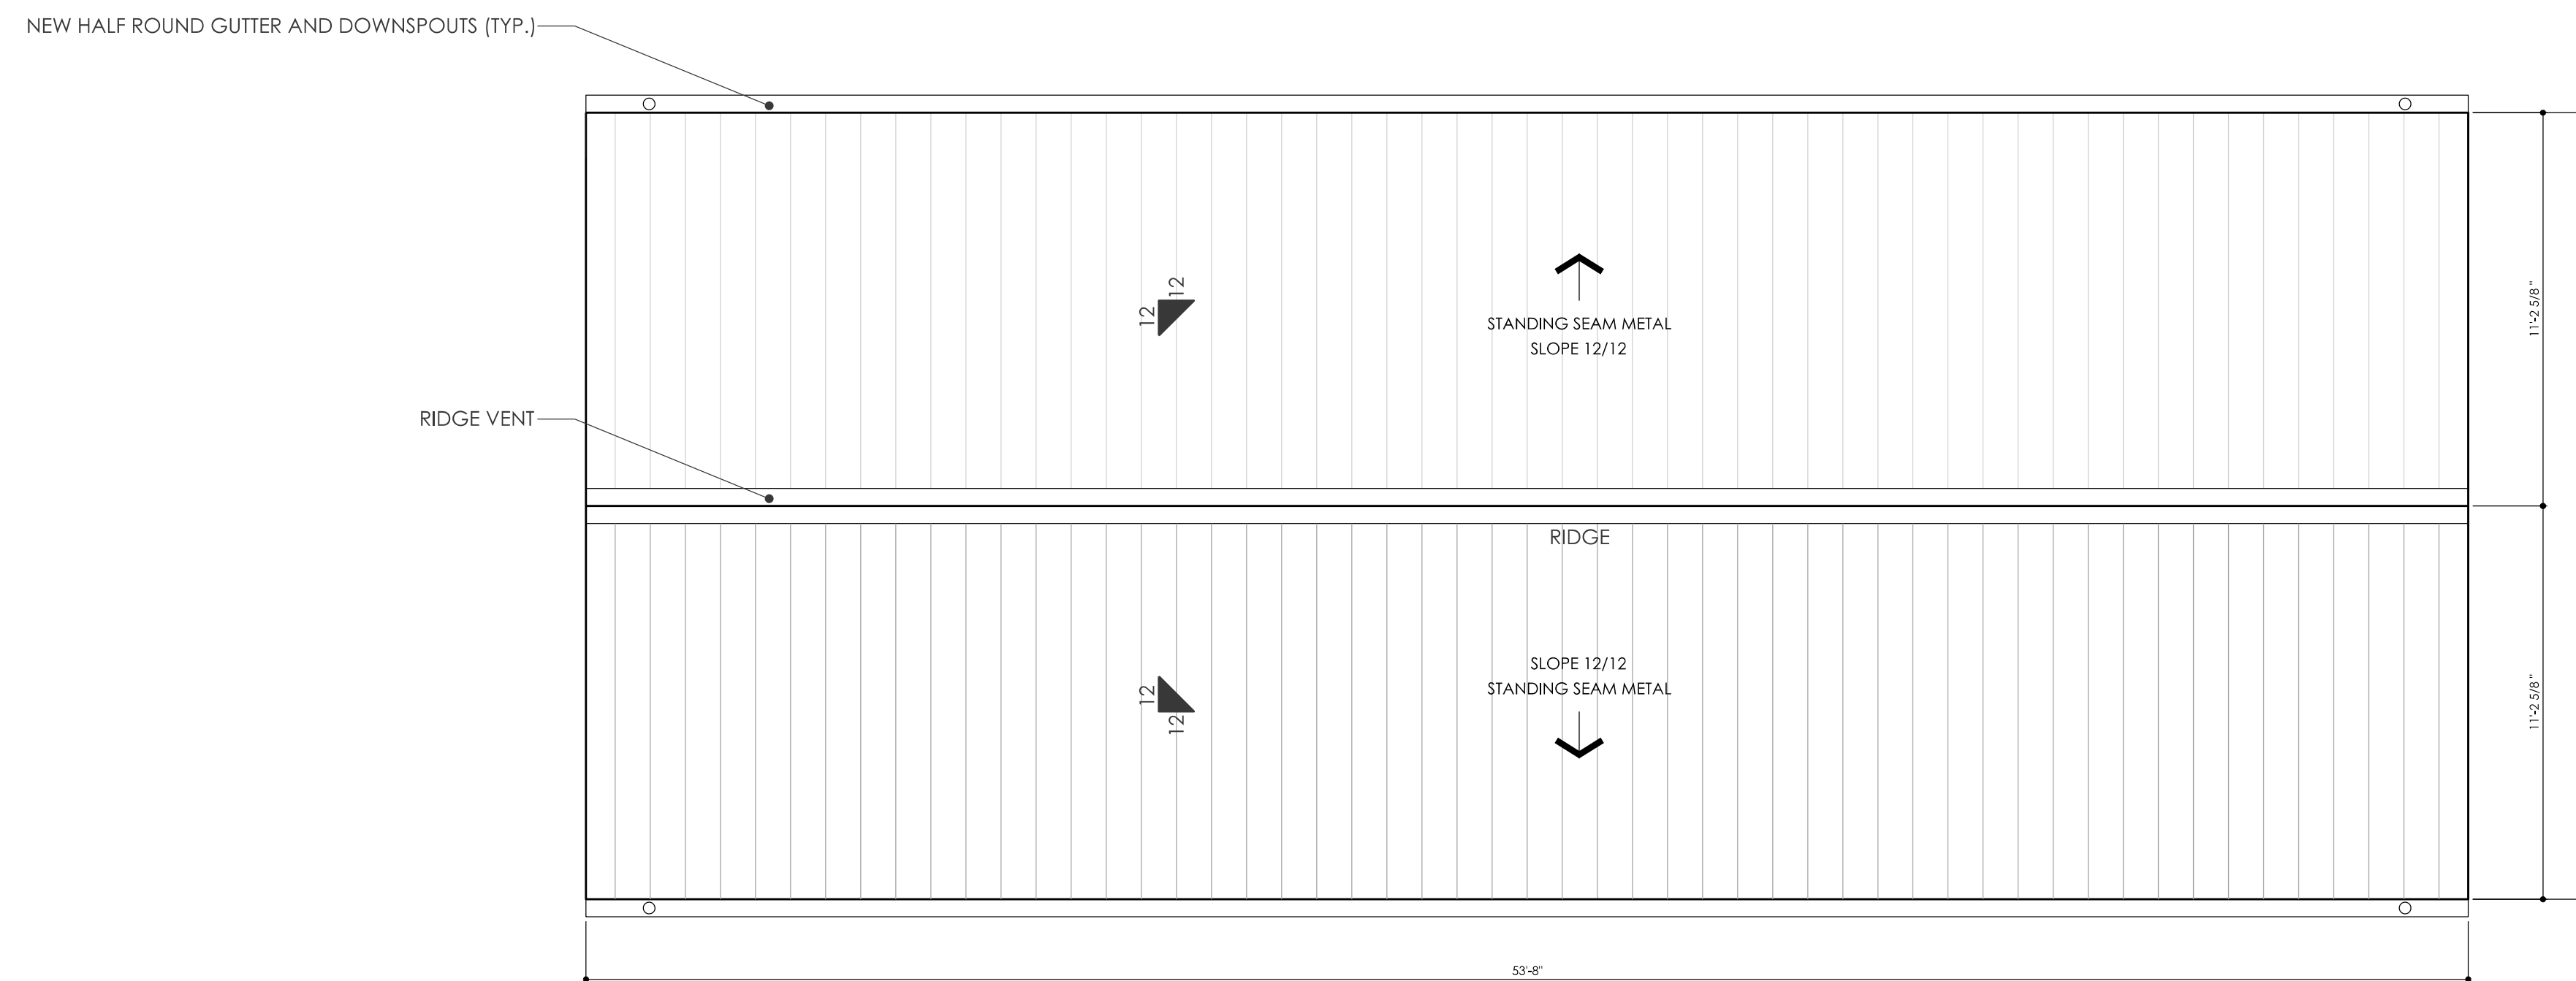 NEW HALF ROUND GUTTER AND DOWNSPOUTS (TYP.)
12
12
STANDING SEAM METAL
SLOPE 12/12
11'-2 5/8"
RIDGE VENT
RIDGE
SLOPE 12/12
STANDING SEAM METAL
12
12
11'-2 5/8"
53'-8"